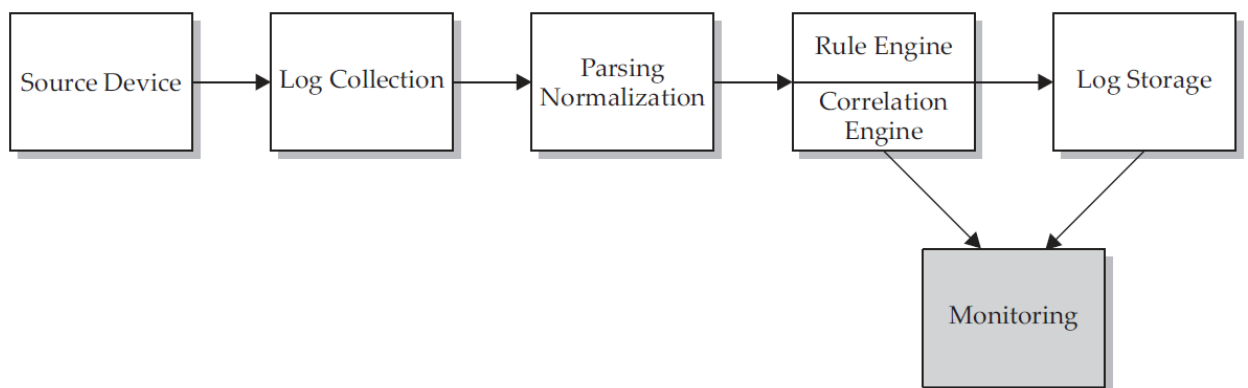 Source Device
Log Collection
Parsing
Normalization
Rule Engine
Correlation
Engine
Log Storage
Monitoring